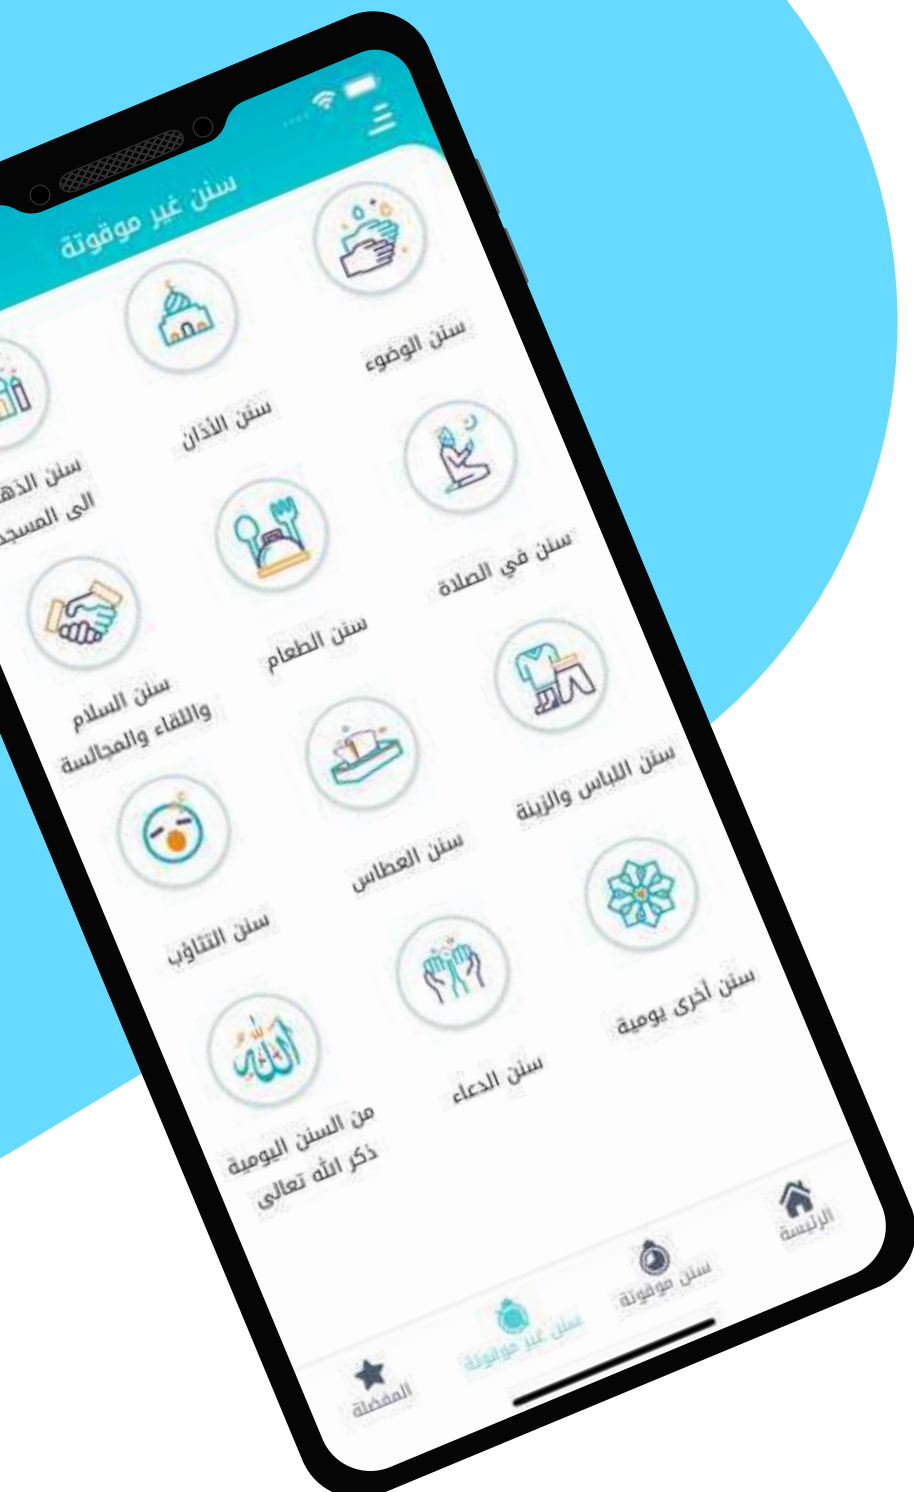 سنن غير موقوتة
سنن الوضوء
سنن الأذان
سنن
الى المسجد
سنن في الصلاة
سنن الطعام
سنن السلام
واللقاء والمجالسة
سنن اللباس والزينة
سنن العطاس
سنن التثاؤب
سنن أخرى يومية
سنن الدعاء
من السنن اليومية
ذكر الله تعالى
الله
الرئيسة
سنن موقوتة
سنن غير موقوتة
المفضلة